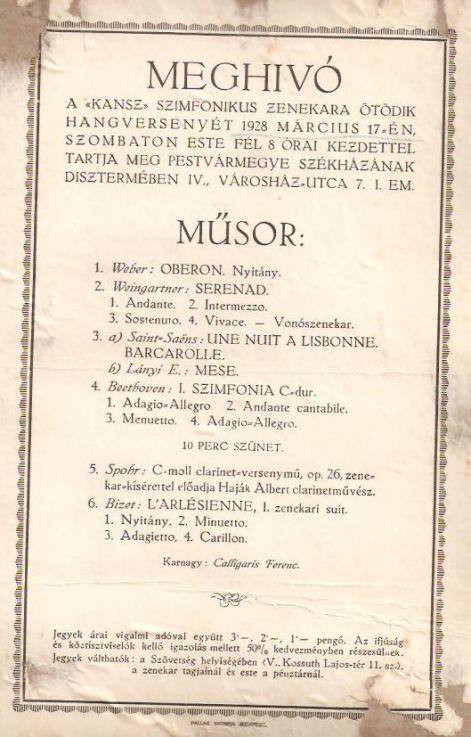 MEGHIVÓ
A «KANSZ» SZIMFONIKUS ZENEKARA ÖTÖDIK
HANGVERSENYÉT 1928 MÁRCIUS 17-ÉN,
SZOMBATON ESTE FÉL 8 ÓRAI KEZDETTEL
TARTJA MEG PESTVÁRMEGYE SZÉKHÁZÁNAK
DISZTERMÉBEN IV., VÁROSHÁZ-UTCA 7. I. EM.
MŰSOR:
1. Weber: OBERON. Nyitány.
2. Weingartner: SERENAD.
1. Andante. 2. Intermezzo.
3. Sostenuto. 4. Vivace. — Vonószenekar.
3. a) Saint-Saëns: UNE NUIT A LISBONNE.
BARCAROLLE.
b) Lányi E.: MESE.
4. Beethoven: I. SZIMFONIA C-dur.
1. Adagio-Allegro 2. Andante cantabile.
3. Menuetto. 4. Adagio-Allegro.
10 PERC SZÜNET.
5. Spohr: C-moll clarinet-versenymű, op. 26, zene-
kar-kísérettel előadja Haják Albert clarinetművész.
6. Bizet: L'ARLÉSIENNE, I. zenekari suit.
1. Nyitány. 2. Minuetto.
3. Adagietto, 4. Carillon.
Karnagy: Calligaris Ferenc.
Jegyek árai vigalmi adóval együtt 3·—, 2·—, 1·— pengő. Az ifjuság
és köztisztviselők kellő igazolás mellett 50% kedvezményben részesülnek.
Jegyek válthatók: a Szövetség helyiségében (V., Kossuth Lajos-tér 11. sz.),
a zenekar tagjainál és este a pénztárnál.
PALLAS NYOMDA BUDAPEST.